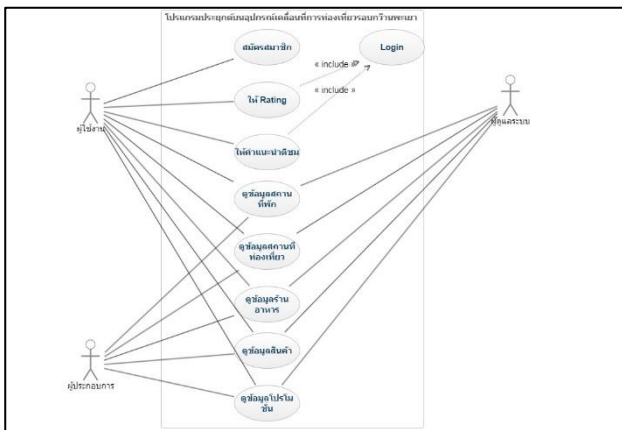 โปรแกรมประยุกต์บนอุปกรณ์เคลื่อนที่การท่องเที่ยวรอบกว๊านพะเยา
สมัครสมาชิก
Login
« include »
ให้ Rating
« include »
ผู้ใช้งาน
ผู้ดูแลระบบ
ให้คำแนะนำติชม
ดูข้อมูลสถาน
ที่พัก
ดูข้อมูลสถานที่
ท่องเที่ยว
ดูข้อมูลร้าน
อาหาร
ดูข้อมูลสินค้า
ผู้ประกอบการ
ดูข้อมูลโปรโม
ชั่น